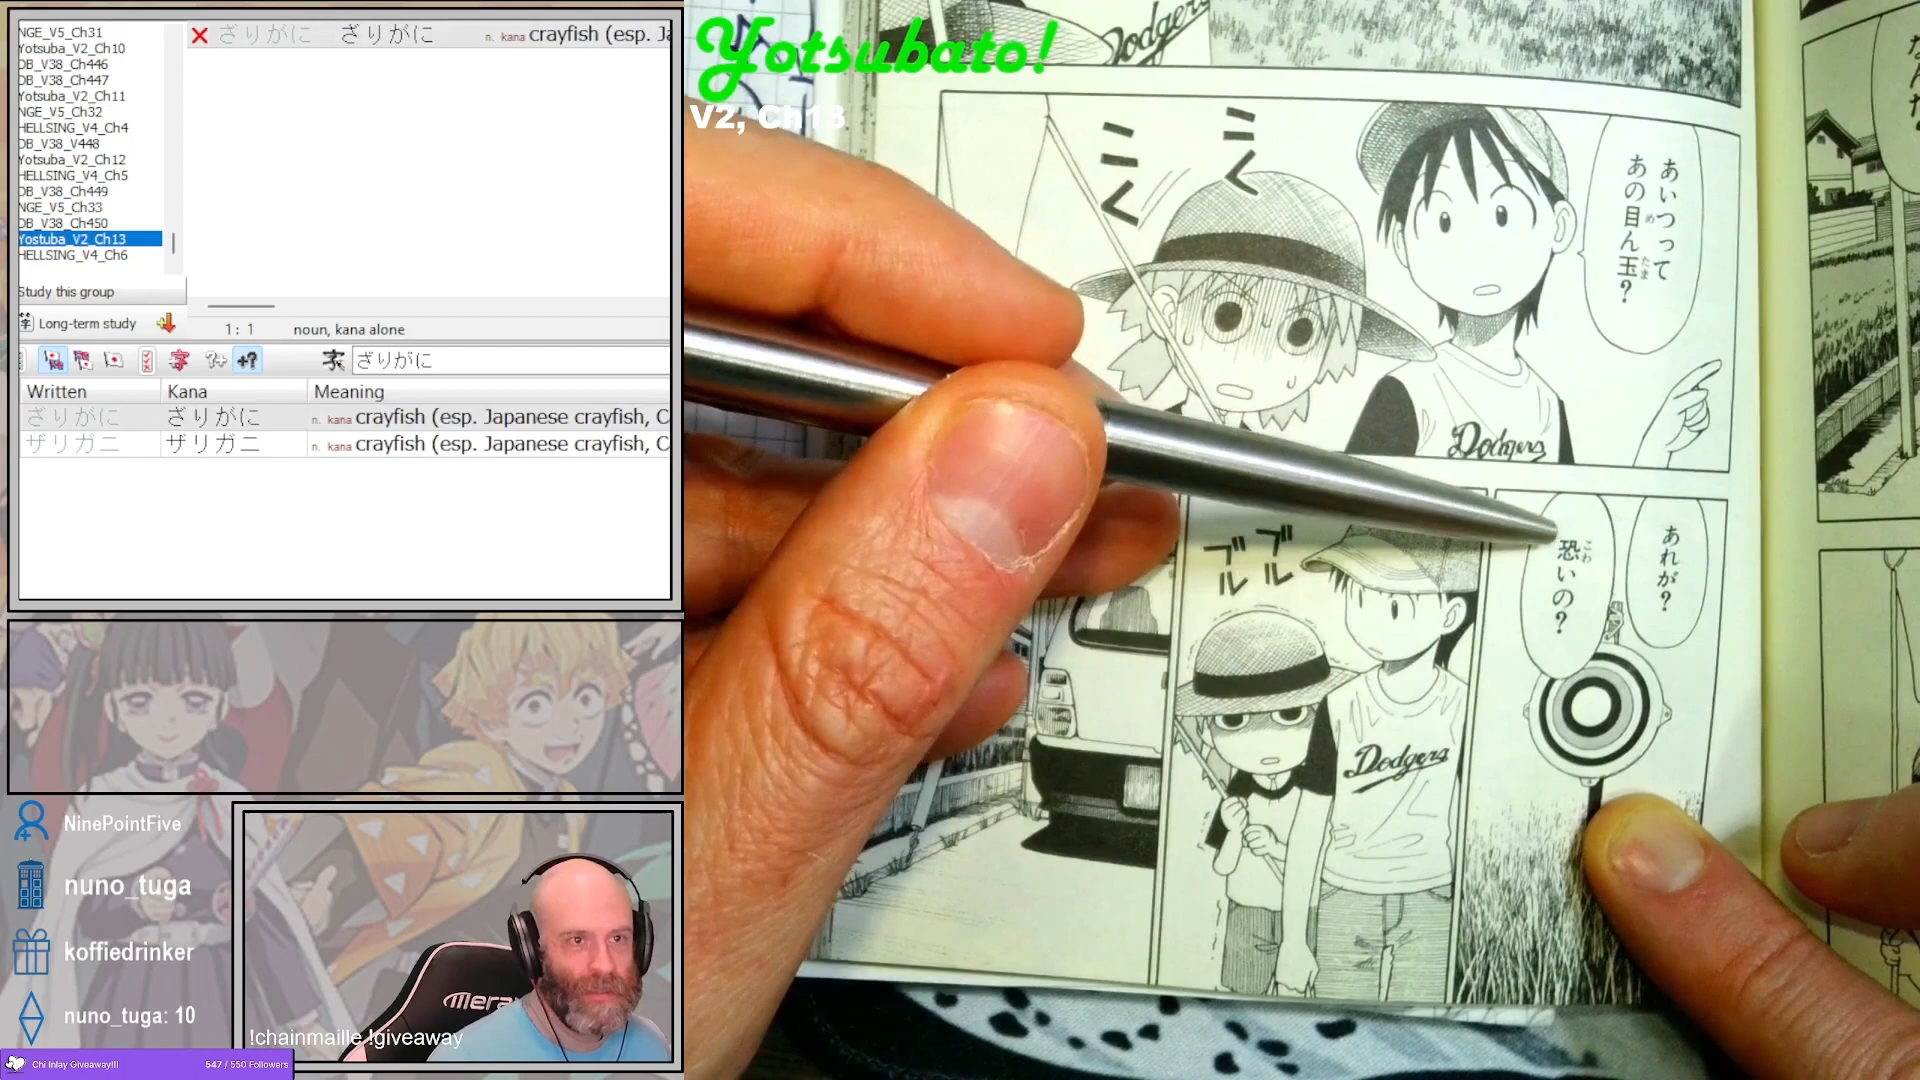 NGE_V5_Ch31
Yotsuba_V2_Ch10
DB_V38_Ch446
DB_V38_Ch447
Yotsuba_V2_Ch11
NGE_V5_Ch32
HELLSING_V4_Ch4
DB_V38_V448
Yotsuba_V2_Ch12
HELLSING_V4_Ch5
DB_V38_Ch449
NGE_V5_Ch33
DB_V38_Ch450
Yostuba_V2_Ch13
HELLSING_V4_Ch6
Study this group
Long-term study
ざりがに ざりがに n. kana crayfish (esp. Ja
1: 1 noun, kana alone
ざりがに
Written Kana Meaning
ざりがに ざりがに n. kana crayfish (esp. Japanese crayfish, C
ザリガニ ザリガニ n. kana crayfish (esp. Japanese crayfish, C
NinePointFive
nuno_tuga
koffiedrinker
nuno_tuga: 10
Chi Inlay Giveaway!!! 547 / 550 Followers
!chainmaille !giveaway
Yotsubato!
V2, Ch13
Dodgers
あいつって
あの目ん玉?
め
たま
Dodgers
あれが?
恐いの?
こわ
ブル
ブル
Dodgers